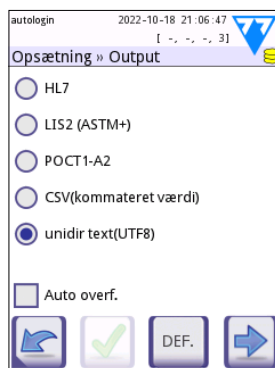 autologin 2022-10-18 21:06:47
[ -, -, -, 3]
77
Opsætning » Output
HL7
LIS2 (ASTM+)
POCT1-A2
CSV(kommateret værdi)
unidir text(UTF8)
Auto overf.
DEF.